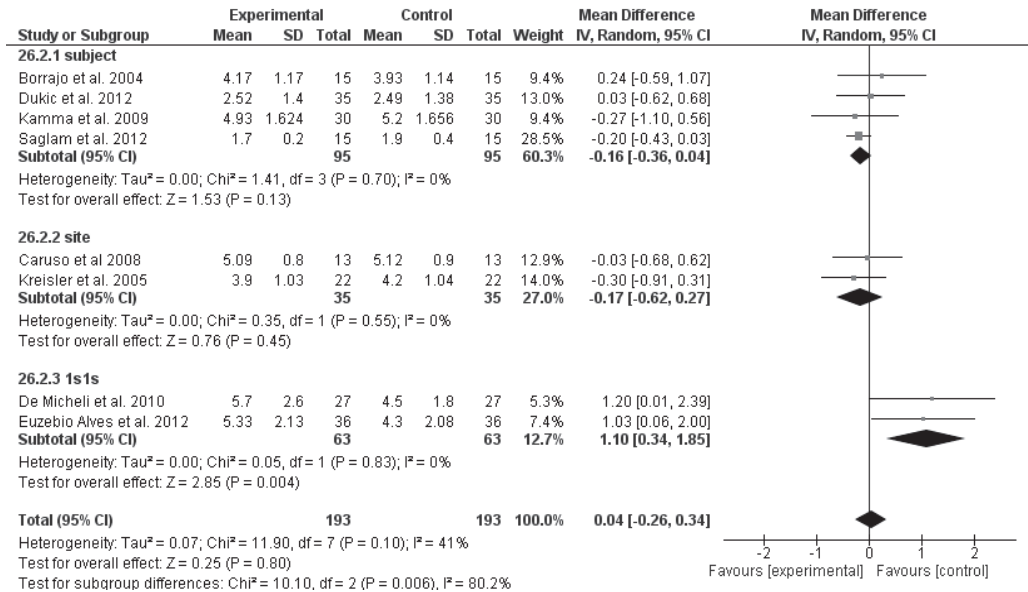 Experimental Control Mean Difference Mean Difference
Study or Subgroup Mean SD Total Mean SD Total Weight IV, Random, 95% CI IV, Random, 95% CI
26.2.1 subject
Borrajo et al. 2004 4.17 1.17 15 3.93 1.14 15 9.4% 0.24 [-0.59, 1.07]
Dukic et al. 2012 2.52 1.4 35 2.49 1.38 35 13.0% 0.03 [-0.62, 0.68]
Kamma et al. 2009 4.93 1.624 30 5.2 1.656 30 9.4% -0.27 [-1.10, 0.56]
Saglam et al. 2012 1.7 0.2 15 1.9 0.4 15 28.5% -0.20 [-0.43, 0.03]
Subtotal (95% CI) 95 95 60.3% -0.16 [-0.36, 0.04]
Heterogeneity: Tau² = 0.00; Chi² = 1.41, df = 3 (P = 0.70); I² = 0%
Test for overall effect: Z = 1.53 (P = 0.13)
26.2.2 site
Caruso et al 2008 5.09 0.8 13 5.12 0.9 13 12.9% -0.03 [-0.68, 0.62]
Kreisler et al. 2005 3.9 1.03 22 4.2 1.04 22 14.0% -0.30 [-0.91, 0.31]
Subtotal (95% CI) 35 35 27.0% -0.17 [-0.62, 0.27]
Heterogeneity: Tau² = 0.00; Chi² = 0.35, df = 1 (P = 0.55); I² = 0%
Test for overall effect: Z = 0.76 (P = 0.45)
26.2.3 1s1s
De Micheli et al. 2010 5.7 2.6 27 4.5 1.8 27 5.3% 1.20 [0.01, 2.39]
Euzebio Alves et al. 2012 5.33 2.13 36 4.3 2.08 36 7.4% 1.03 [0.06, 2.00]
Subtotal (95% CI) 63 63 12.7% 1.10 [0.34, 1.85]
Heterogeneity: Tau² = 0.00; Chi² = 0.05, df = 1 (P = 0.83); I² = 0%
Test for overall effect: Z = 2.85 (P = 0.004)
Total (95% CI) 193 193 100.0% 0.04 [-0.26, 0.34]
Heterogeneity: Tau² = 0.07; Chi² = 11.90, df = 7 (P = 0.10); I² = 41%
Test for overall effect: Z = 0.25 (P = 0.80)
Test for subgroup differences: Chi² = 10.10, df = 2 (P = 0.006), I² = 80.2%
-2 -1 0 1 2
Favours [experimental] Favours [control]